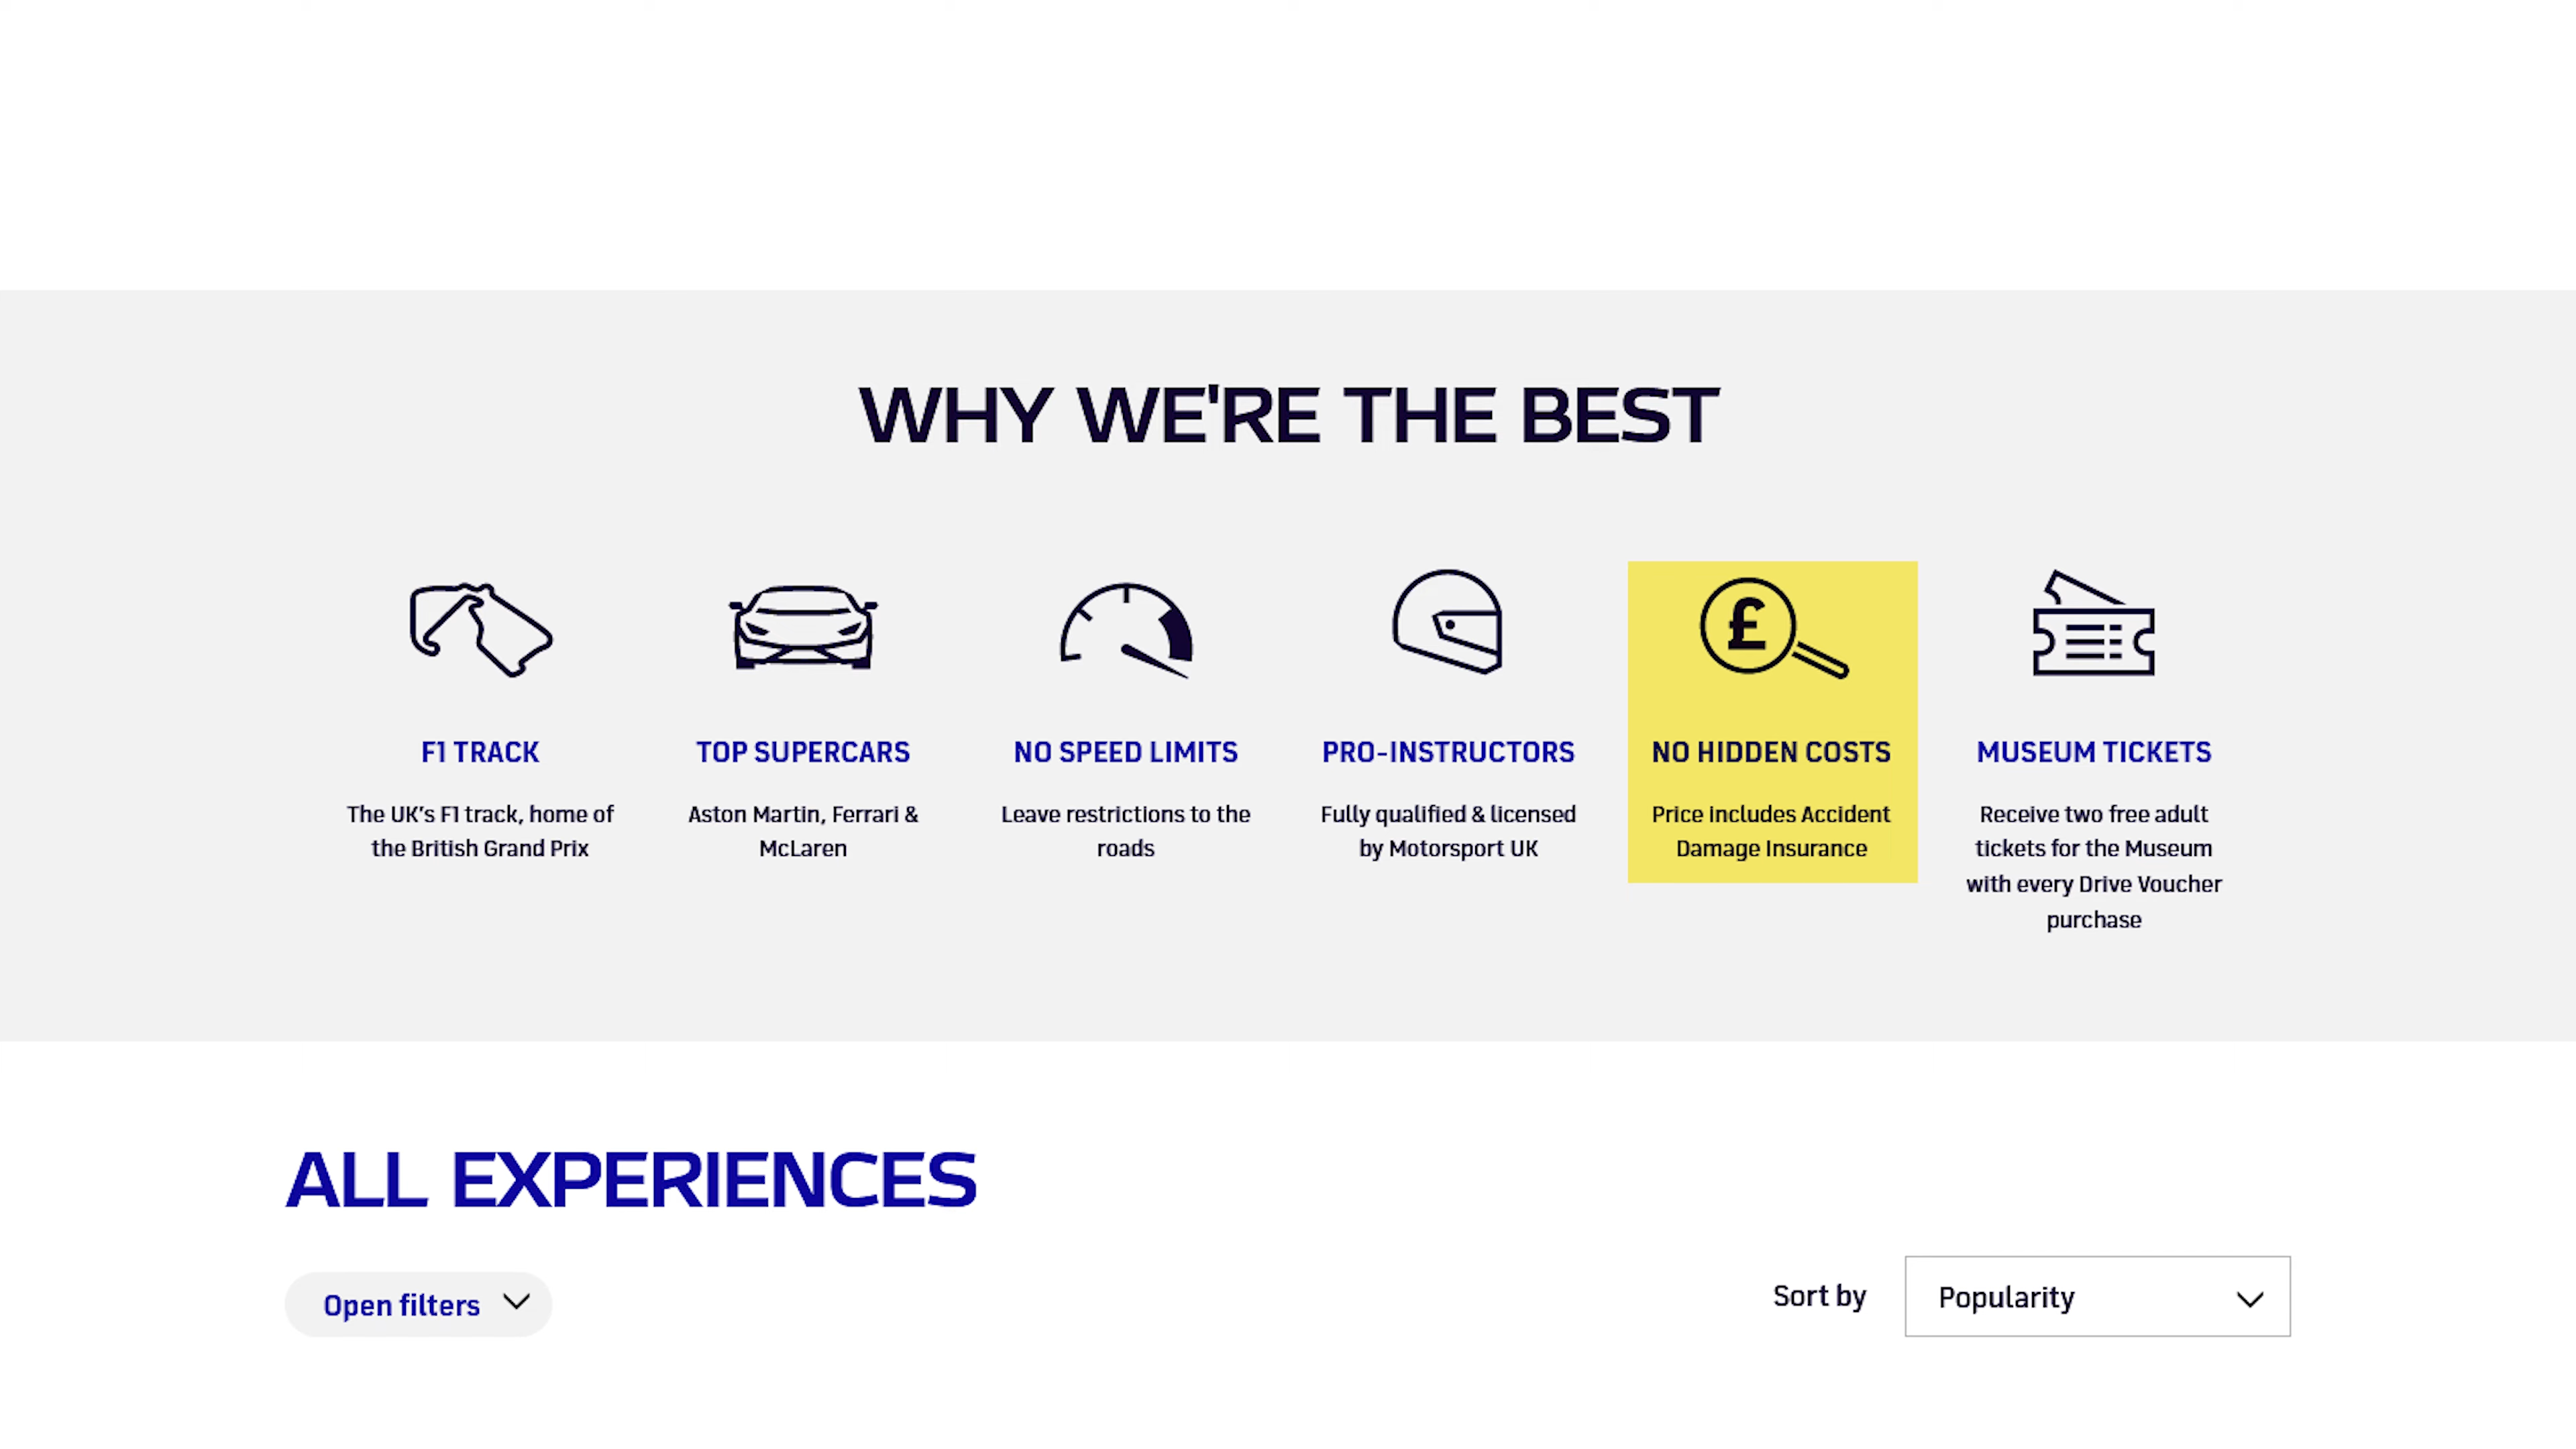 WHY WE'RE THE BEST
£
F1 TRACK
The UK's F1 track, home of
the British Grand Prix
TOP SUPERCARS
Aston Martin, Ferrari &
McLaren
NO SPEED LIMITS
Leave restrictions to the
roads
PRO-INSTRUCTORS
Fully qualified & licensed
by Motorsport UK
NO HIDDEN COSTS
Price includes Accident
Damage Insurance
MUSEUM TICKETS
Receive two free adult
tickets for the Museum
with every Drive Voucher
purchase
ALL EXPERIENCES
Open filters
Sort by
Popularity